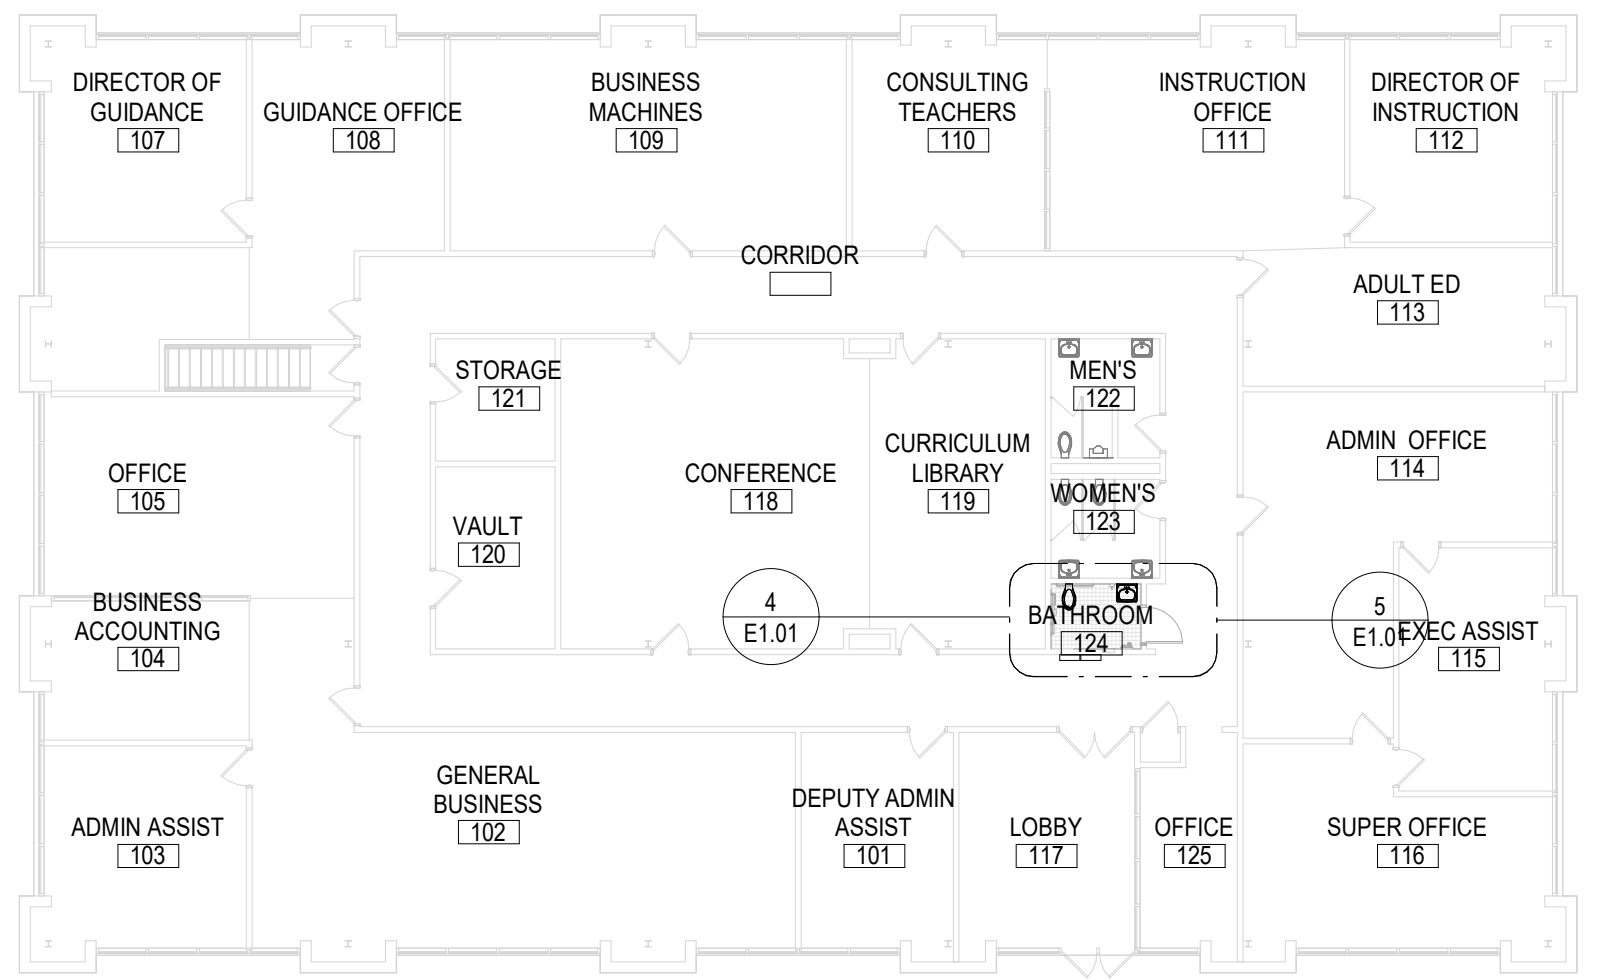 DIRECTOR OF
GUIDANCE
107
GUIDANCE OFFICE
108
BUSINESS
MACHINES
109
CONSULTING
TEACHERS
110
INSTRUCTION
OFFICE
111
DIRECTOR OF
INSTRUCTION
112
CORRIDOR
ADULT ED
113
STORAGE
121
MEN'S
122
OFFICE
105
CONFERENCE
118
CURRICULUM
LIBRARY
119
ADMIN OFFICE
114
VAULT
120
WOMEN'S
123
BUSINESS
ACCOUNTING
104
4
E1.01
BATHROOM
124
5
E1.01
EXEC ASSIST
115
ADMIN ASSIST
103
GENERAL
BUSINESS
102
DEPUTY ADMIN
ASSIST
101
LOBBY
117
OFFICE
125
SUPER OFFICE
116